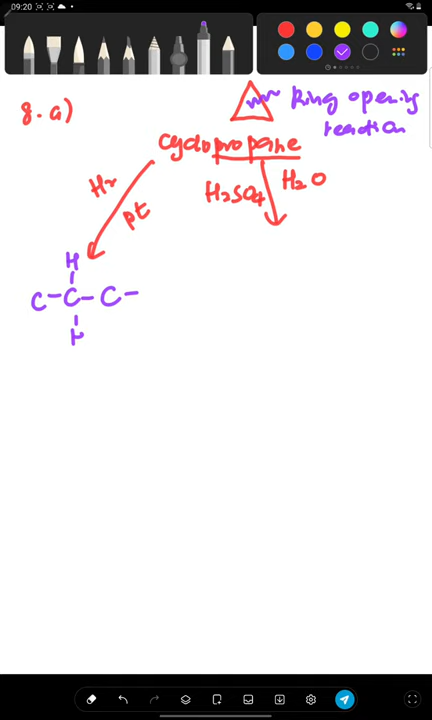 09:20
8. a)
Ring opening
reaction
cyclopropane
H2
pt
H2SO4
H2O
H
C-C-C-
H